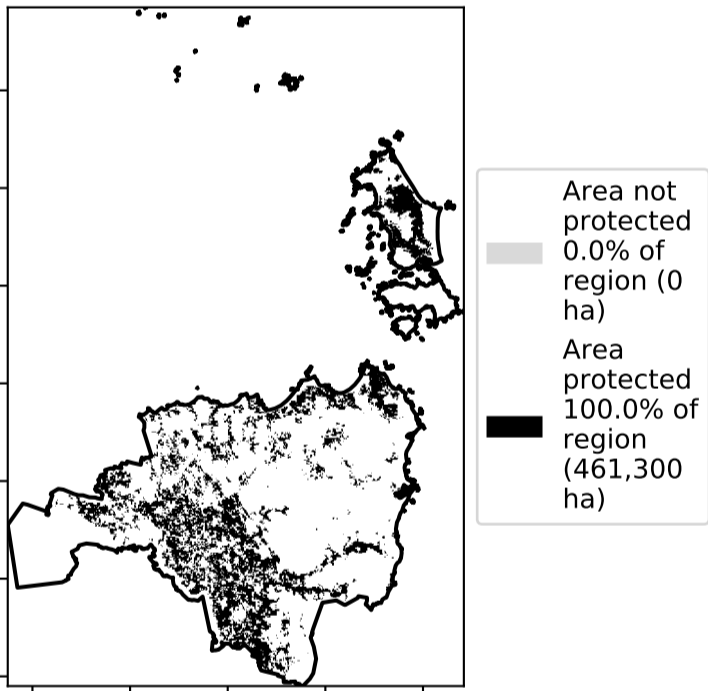 Area not
protected
0.0% of
region (0
ha)
Area
protected
100.0% of
region
(461,300
ha)